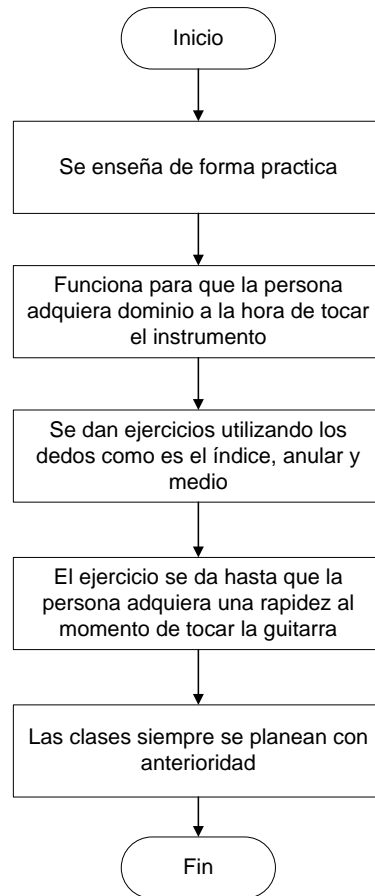 Inicio
Se enseña de forma practica
Funciona para que la persona
adquiera dominio a la hora de tocar
el instrumento
Se dan ejercicios utilizando los
dedos como es el índice, anular y
medio
El ejercicio se da hasta que la
persona adquiera una rapidez al
momento de tocar la guitarra
Las clases siempre se planean con
anterioridad
Fin